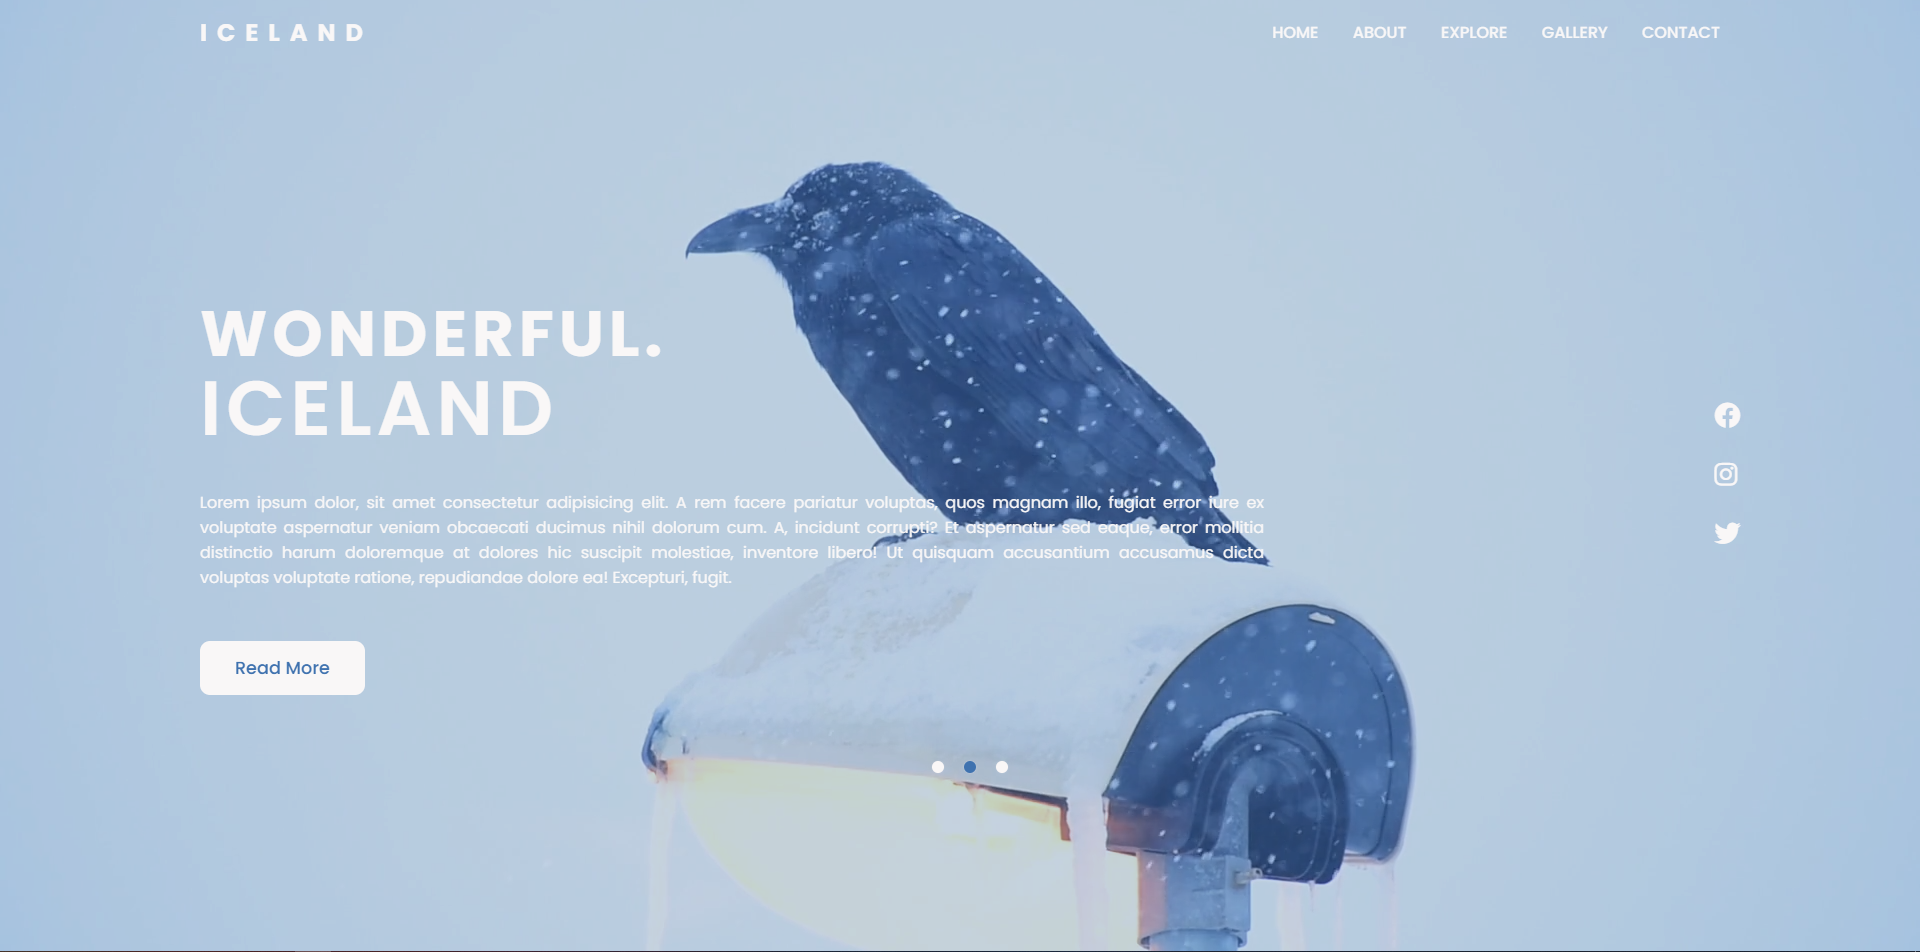 ICELAND
HOME ABOUT EXPLORE GALLERY CONTACT
WONDERFUL.
ICELAND
Lorem ipsum dolor, sit amet consectetur adipisicing elit. A rem facere pariatur voluptas, quos magnam illo, fugiat error iure ex
voluptate aspernatur veniam obcaecati ducimus nihil dolorum cum. A, incidunt corrupti? Et aspernatur sed eaque, error mollitia
distinctio harum doloremque at dolores hic suscipit molestiae, inventore libero! Ut quisquam accusantium accusamus dicta
voluptas voluptate ratione, repudiandae dolore ea! Excepturi, fugit.
Read More